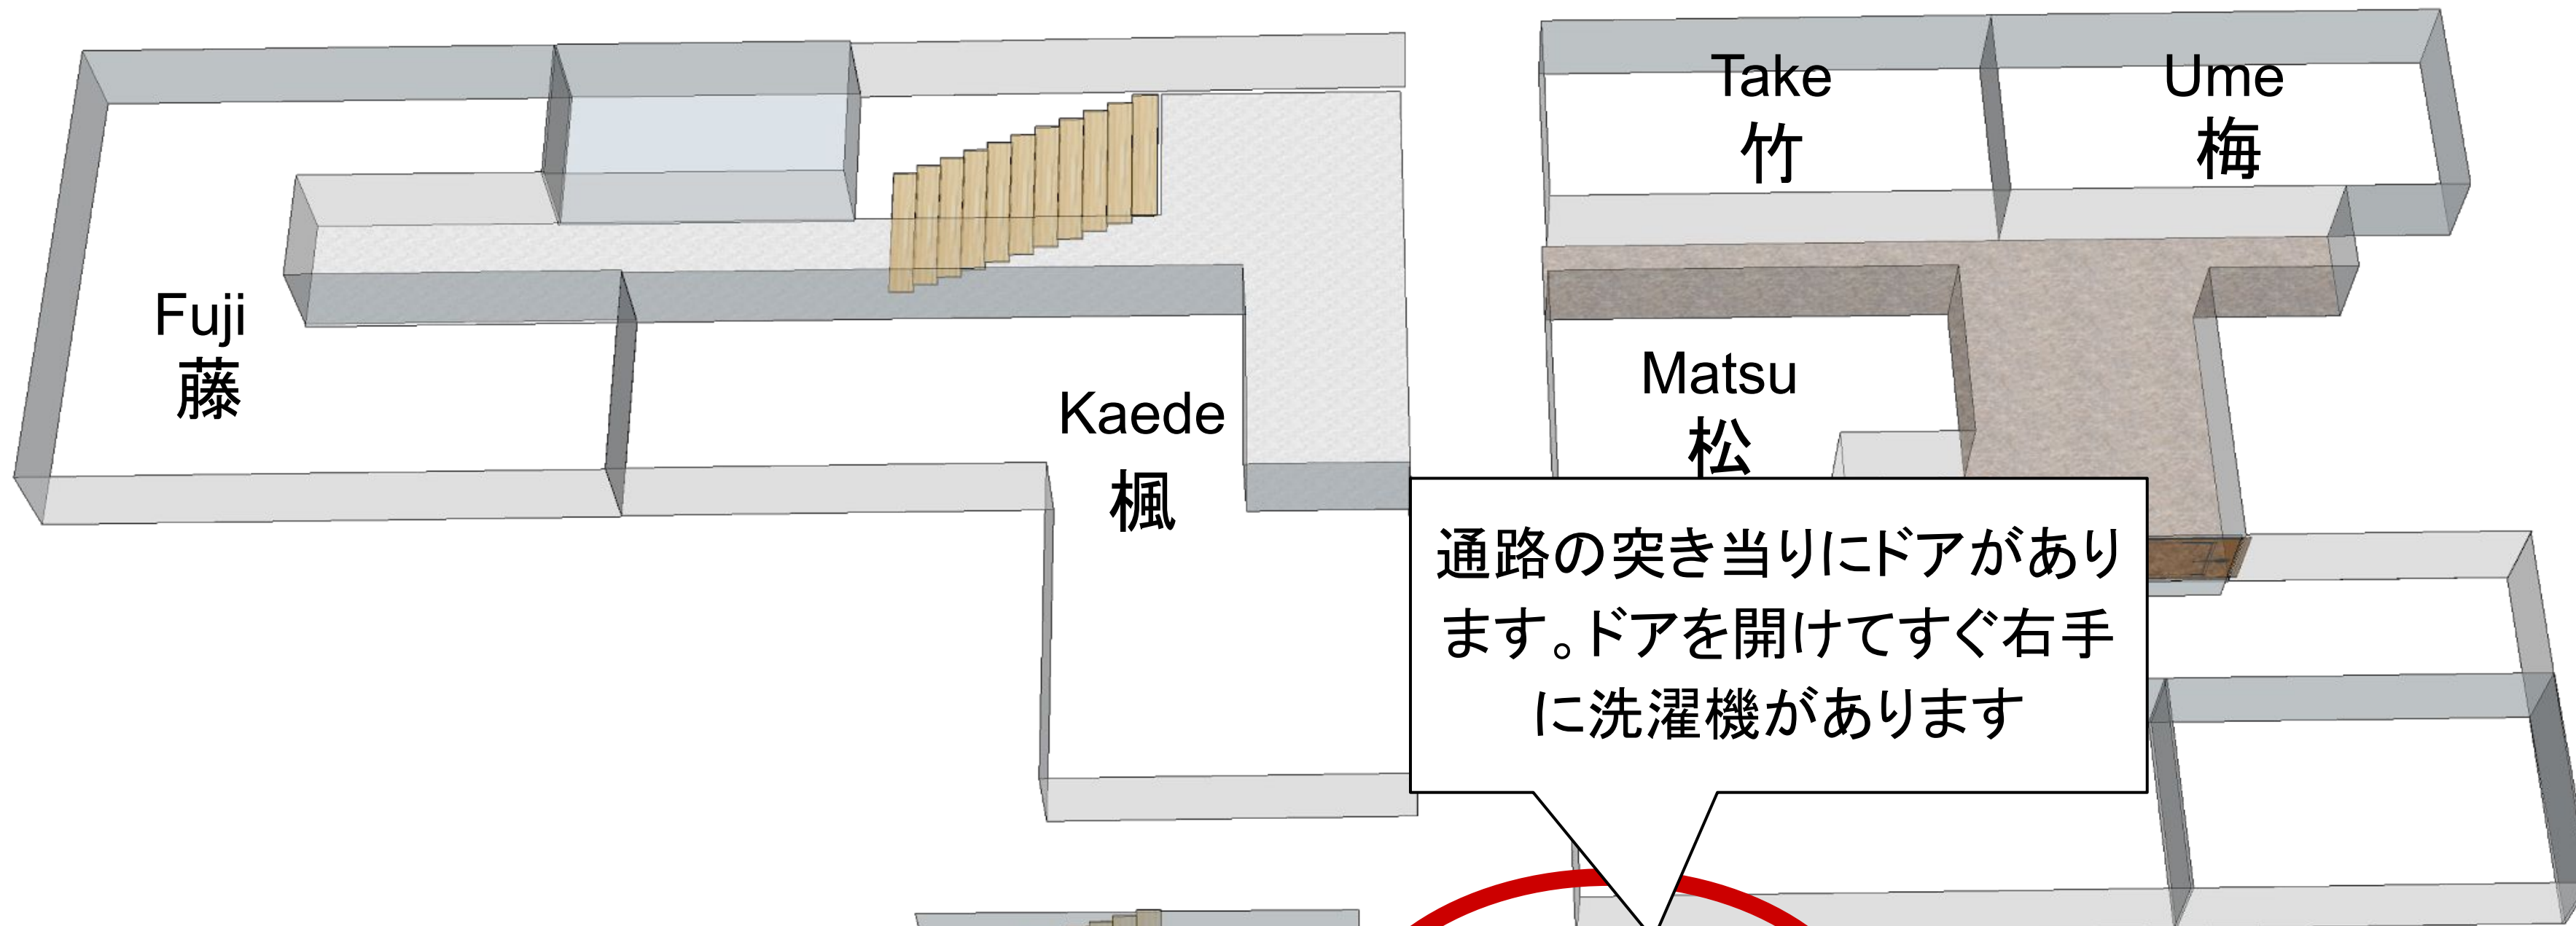 Take
竹
Ume
梅
Fuji
藤
Kaede
楓
Matsu
松
通路の突き当りにドアがあり
ます。ドアを開けてすぐ右手
に洗濯機があります